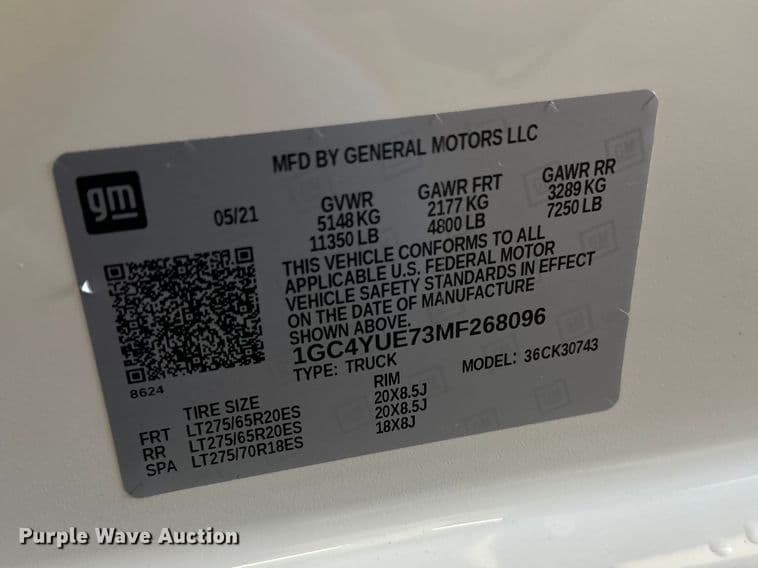 MFD BY GENERAL MOTORS LLC
gm
05/21
GVWR GAWR FRT GAWR RR
5148 KG 2177 KG 3289 KG
11350 LB 4800 LB 7250 LB
THIS VEHICLE CONFORMS TO ALL
APPLICABLE U.S. FEDERAL MOTOR
VEHICLE SAFETY STANDARDS IN EFFECT
ON THE DATE OF MANUFACTURE
SHOWN ABOVE.
1GC4YUE73MF268096
TYPE: TRUCK MODEL: 36CK30743
8624
TIRE SIZE RIM
FRT LT275/65R20ES 20X8.5J
RR LT275/65R20ES 20X8.5J
SPA LT275/70R18ES 18X8J
Purple Wave Auction